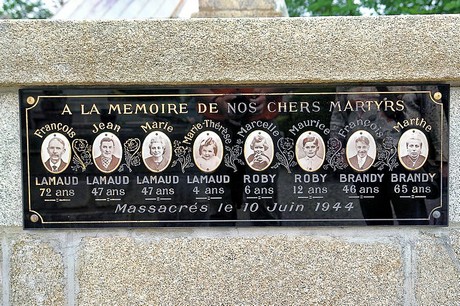 A LA MEMOIRE DE NOS CHERS MARTYRS
François Jean Marie Marie-Thérèse Marcelle Maurice François Marthe
LAMAUD LAMAUD LAMAUD LAMAUD ROBY ROBY BRANDY BRANDY
72 ans 47 ans 47 ans 4 ans 6 ans 12 ans 46 ans 65 ans
Massacrés le 10 Juin 1944